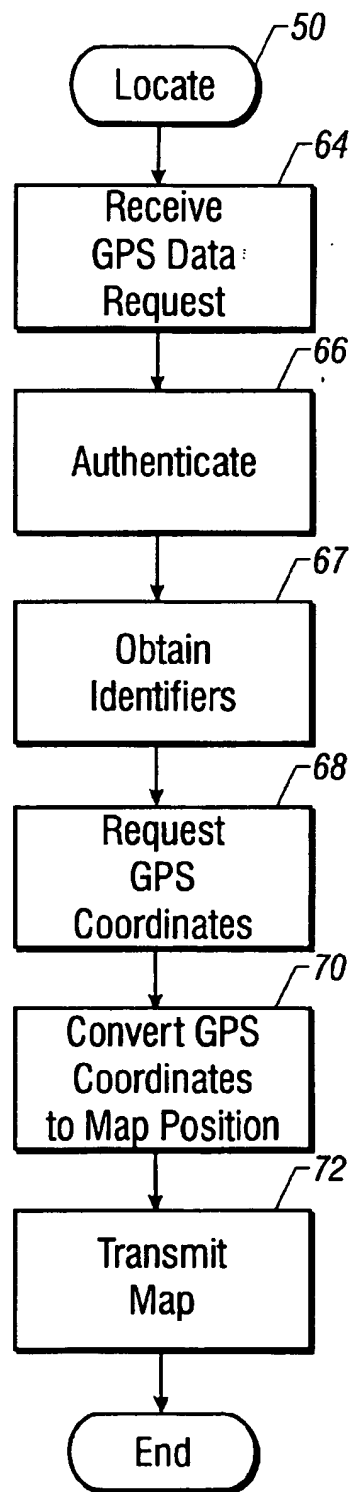 50
Locate
64
Receive
GPS Data
Request
66
Authenticate
67
Obtain
Identifiers
68
Request
GPS
Coordinates
70
Convert GPS
Coordinates
to Map Position
72
Transmit
Map
End